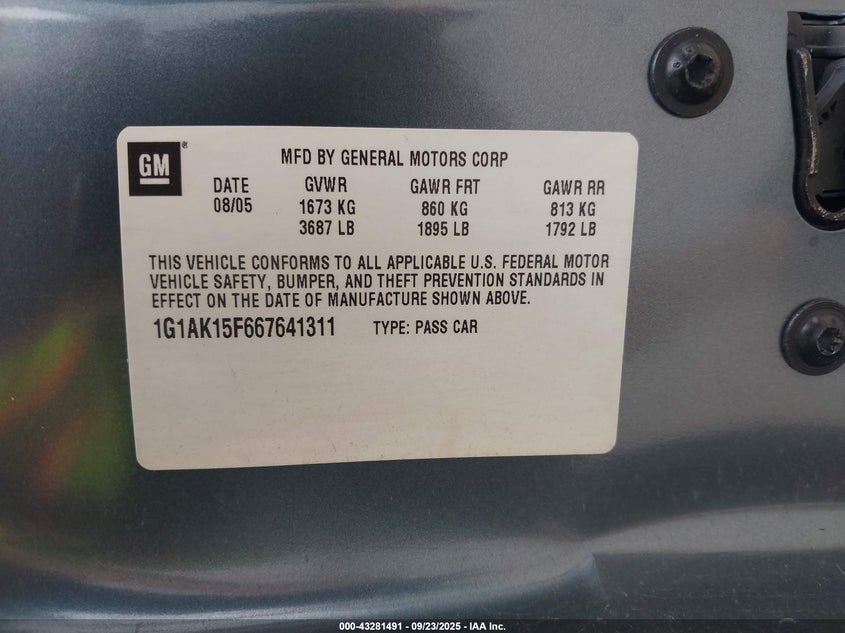 GM®
MFD BY GENERAL MOTORS CORP
DATE GVWR GAWR FRT GAWR RR
08/05 1673 KG 860 KG 813 KG
3687 LB 1895 LB 1792 LB
THIS VEHICLE CONFORMS TO ALL APPLICABLE U.S. FEDERAL MOTOR
VEHICLE SAFETY, BUMPER, AND THEFT PREVENTION STANDARDS IN
EFFECT ON THE DATE OF MANUFACTURE SHOWN ABOVE.
1G1AK15F667641311 TYPE: PASS CAR
000-43281491 - 09/23/2025 - IAA Inc.